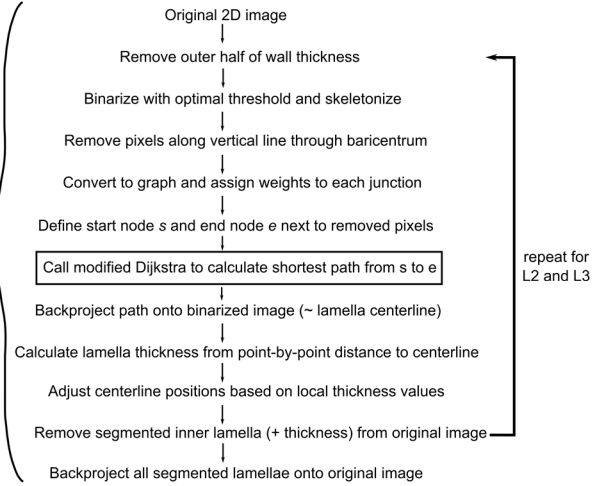 Original 2D image
Remove outer half of wall thickness
Binarize with optimal threshold and skeletonize
Remove pixels along vertical line through baricentrum
Convert to graph and assign weights to each junction
Define start node s and end node e next to removed pixels
Call modified Dijkstra to calculate shortest path from s to e
Backproject path onto binarized image (~ lamella centerline)
Calculate lamella thickness from point-by-point distance to centerline
Adjust centerline positions based on local thickness values
Remove segmented inner lamella (+ thickness) from original image
Backproject all segmented lamellae onto original image
repeat for
L2 and L3